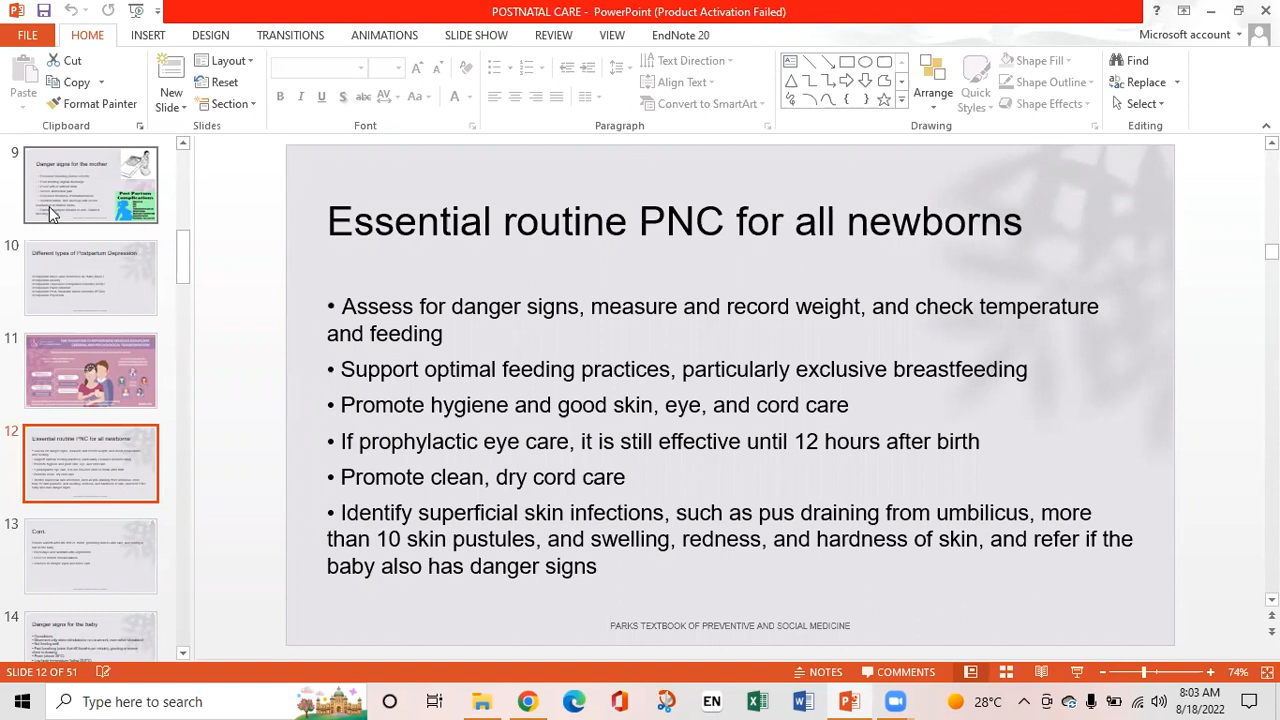 POSTNATAL CARE - PowerPoint (Product Activation Failed)
FILE HOME INSERT DESIGN TRANSITIONS ANIMATIONS SLIDE SHOW REVIEW VIEW EndNote 20 Microsoft account
Paste
Cut
Copy
Format Painter
Clipboard
New Slide
Layout
Reset
Section
Slides
Font
Text Direction
Align Text
Convert to SmartArt
Paragraph
Arrange
Quick Styles
Shape Fill
Shape Outline
Shape Effects
Drawing
Find
Replace
Select
Editing
9
Danger signs for the mother
Post Partum
Complications
10
Different types of Postpartum Depression
11
12
Essential routine PNC for all newborns
13
Cont.
14
Danger signs for the baby
Essential routine PNC for all newborns
• Assess for danger signs, measure and record weight, and check temperature
and feeding
• Support optimal feeding practices, particularly exclusive breastfeeding
• Promote hygiene and good skin, eye, and cord care
• If prophylactic eye care, it is still effective until 12 hours after birth
• Promote clean, dry cord care
• Identify superficial skin infections, such as pus draining from umbilicus, more
than 10 skin pustules, and swelling, redness, and hardness of skin, and refer if the
baby also has danger signs
PARKS TEXTBOOK OF PREVENTIVE AND SOCIAL MEDICINE
SLIDE 12 OF 51 NOTES COMMENTS 74%
Type here to search EN 28°C 8:03 AM
8/18/2022